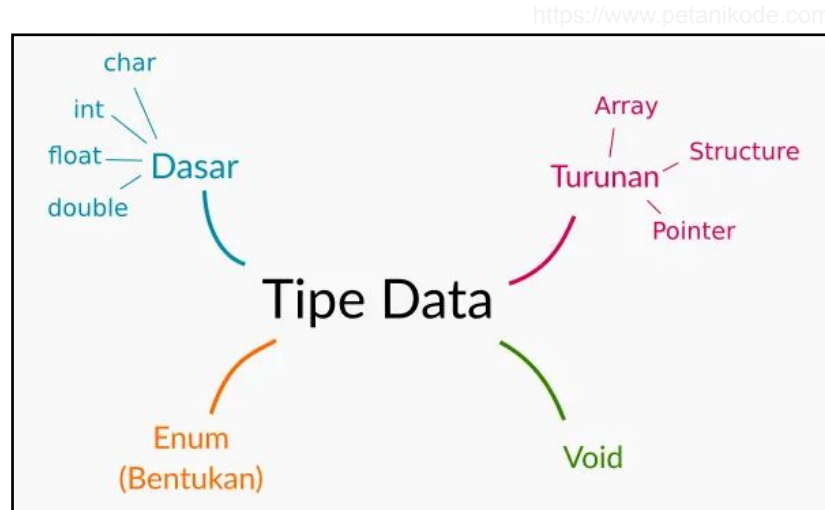 https://www.petanikode.com
char
int
float
double
Dasar
Array
Structure
Turunan
Pointer
Tipe Data
Enum
(Bentukan)
Void